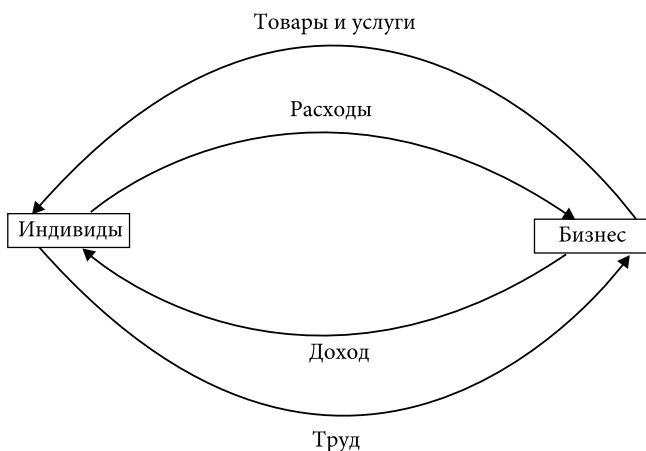 Товары и услуги
Расходы
Индивиды
Бизнес
Доход
Труд